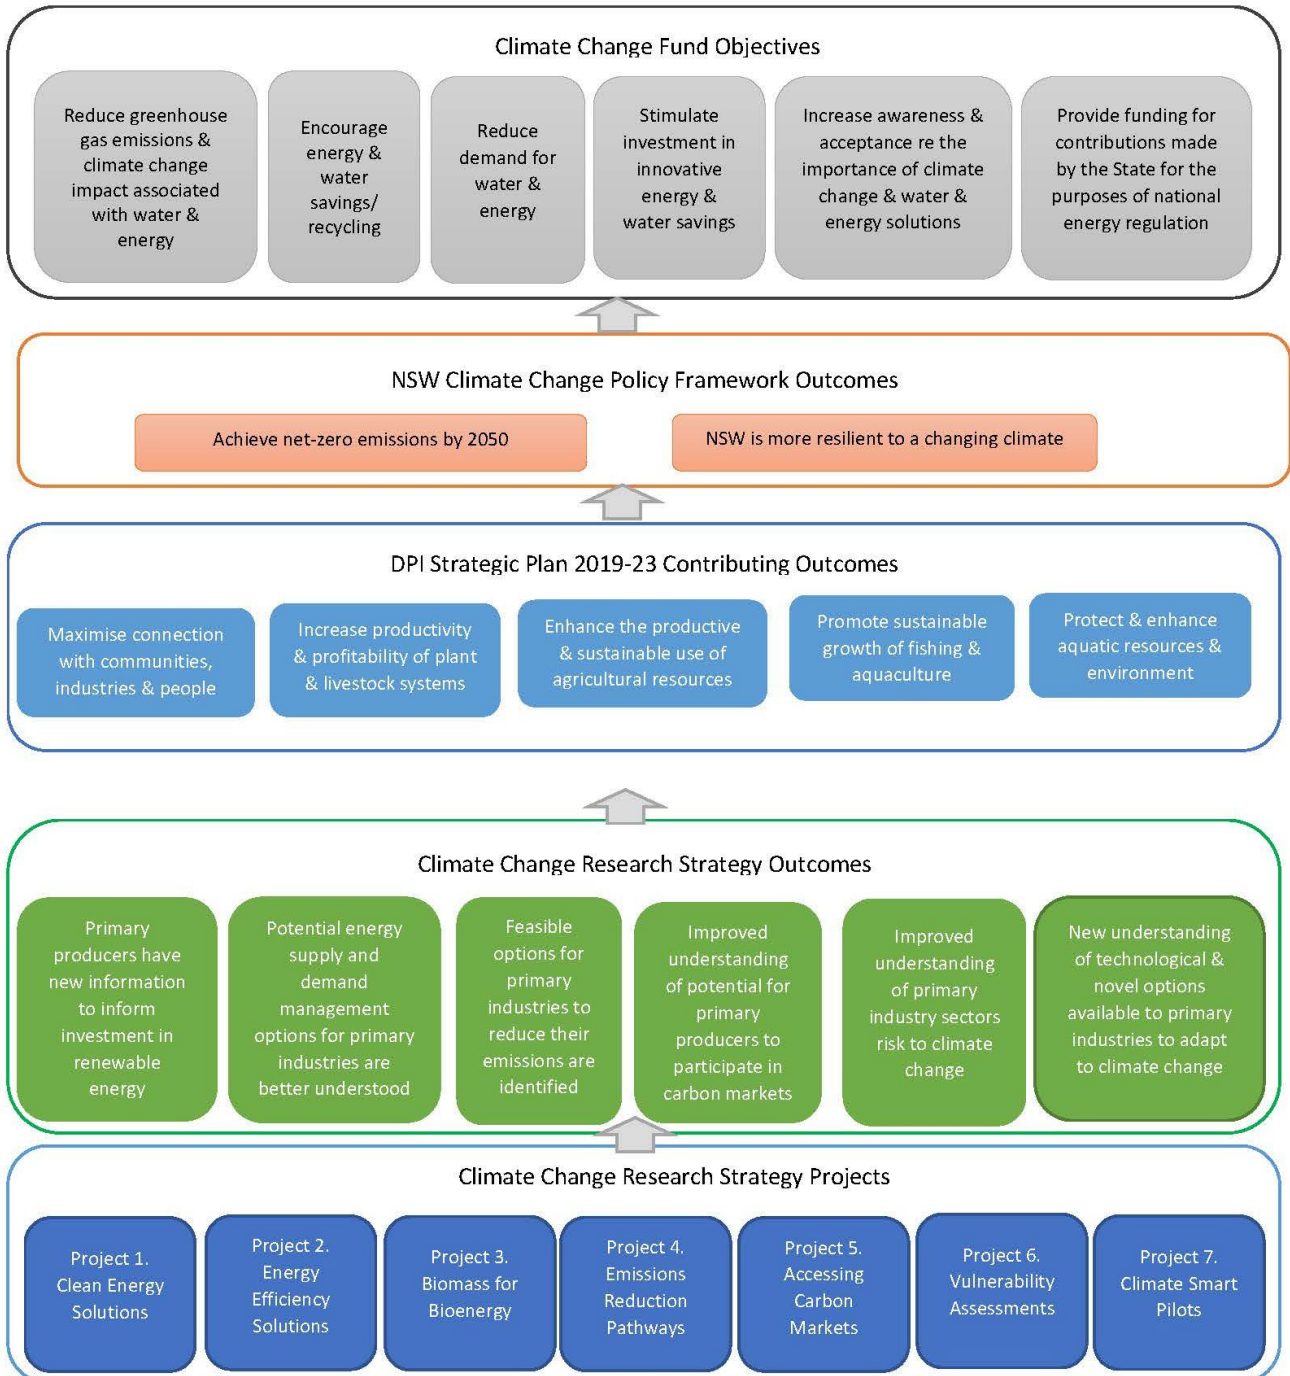 Climate Change Fund Objectives
Reduce greenhouse
gas emissions &
climate change
impact associated
with water &
energy
Encourage
energy &
water
savings/
recycling
Reduce
demand for
water &
energy
Stimulate
investment in
innovative
energy &
water savings
Increase awareness &
acceptance re the
importance of climate
change & water &
energy solutions
Provide funding for
contributions made
by the State for the
purposes of national
energy regulation
NSW Climate Change Policy Framework Outcomes
Achieve net-zero emissions by 2050
NSW is more resilient to a changing climate
DPI Strategic Plan 2019-23 Contributing Outcomes
Maximise connection
with communities,
industries & people
Increase productivity
& profitability of plant
& livestock systems
Enhance the productive
& sustainable use of
agricultural resources
Promote sustainable
growth of fishing &
aquaculture
Protect & enhance
aquatic resources &
environment
Climate Change Research Strategy Outcomes
Primary
producers have
new information
to inform
investment in
renewable
energy
Potential energy
supply and
demand
management
options for primary
industries are
better understood
Feasible
options for
primary
industries to
reduce their
emissions are
identified
Improved
understanding
of potential for
primary
producers to
participate in
carbon markets
Improved
understanding
of primary
industry sectors
risk to climate
change
New understanding
of technological &
novel options
available to primary
industries to adapt
to climate change
Climate Change Research Strategy Projects
Project 1.
Clean Energy
Solutions
Project 2.
Energy
Efficiency
Solutions
Project 3.
Biomass for
Bioenergy
Project 4.
Emissions
Reduction
Pathways
Project 5.
Accessing
Carbon
Markets
Project 6.
Vulnerability
Assessments
Project 7.
Climate Smart
Pilots